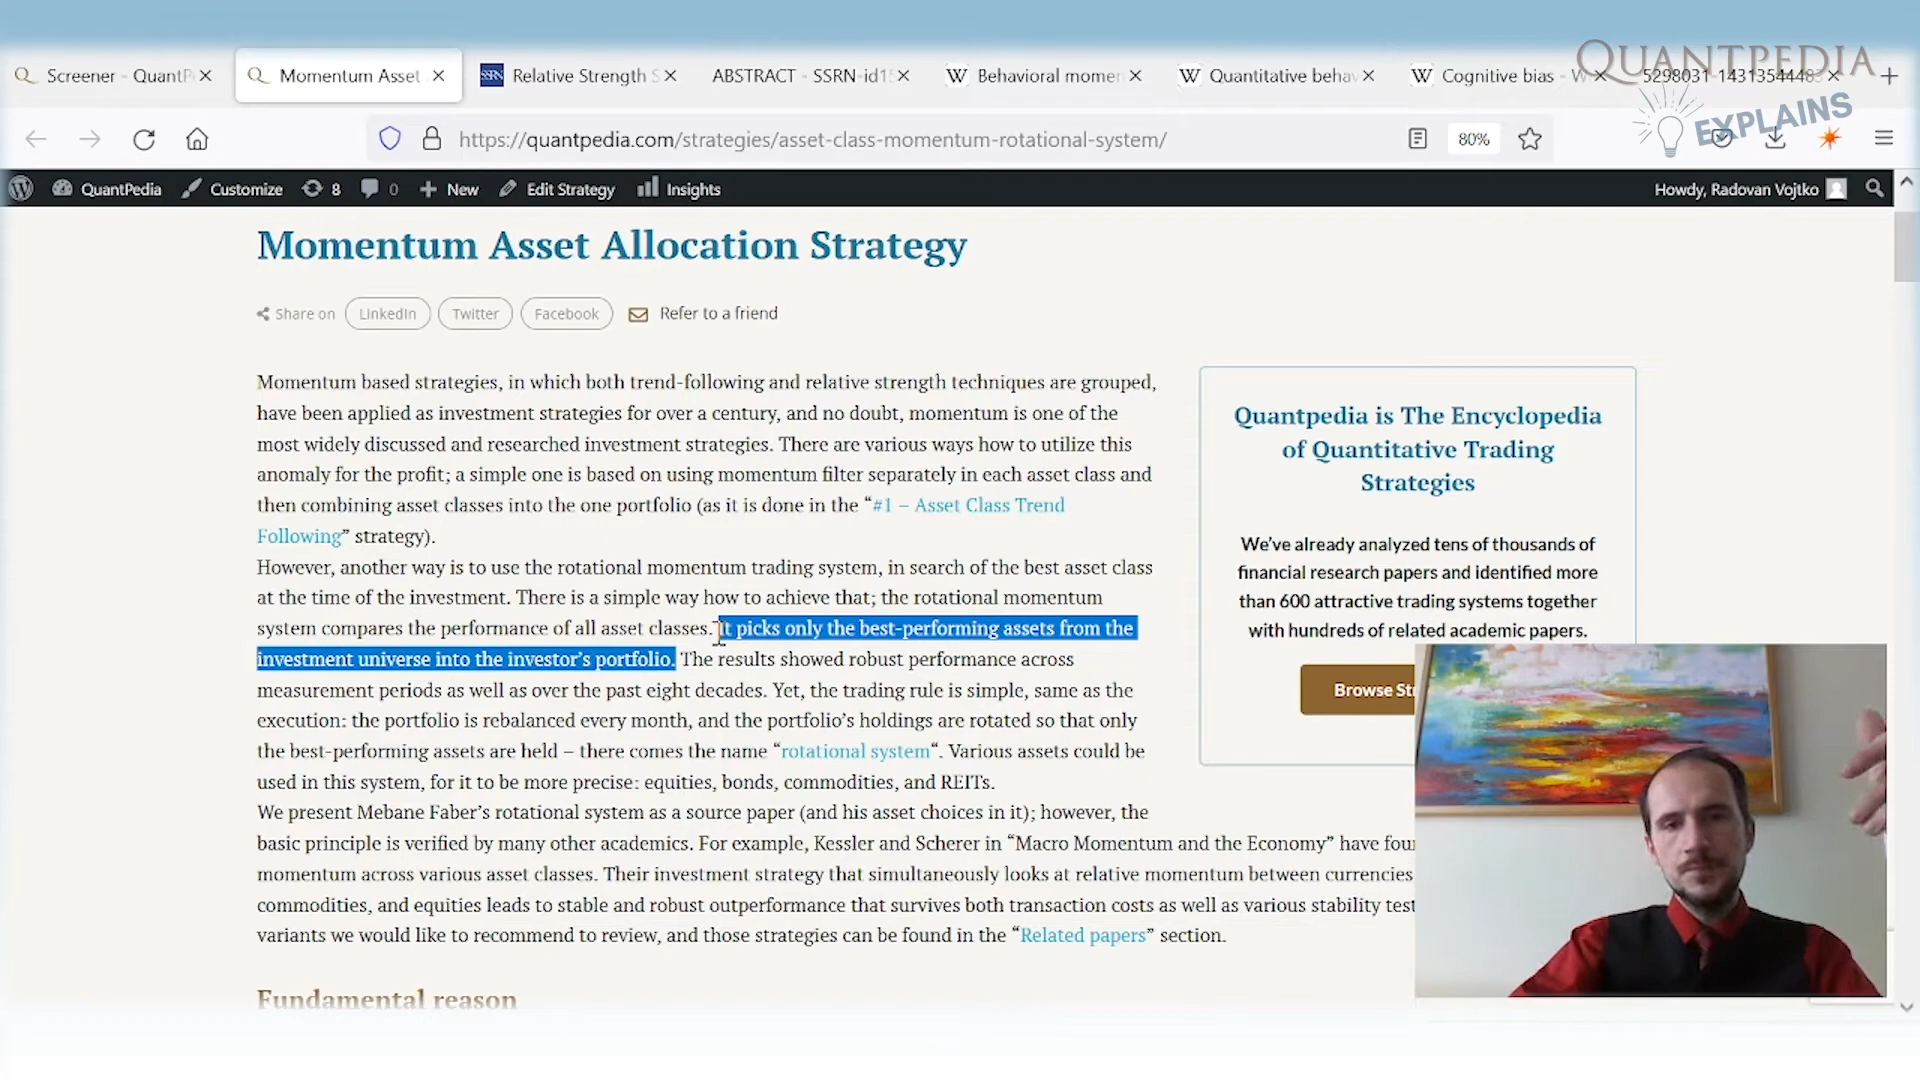 QUANTPEDIA
EXPLAINS
Screener - QuantP
Momentum Asset
SSRN Relative Strength S
ABSTRACT - SSRN-id15
W Behavioral momen
W Quantitative behav
W Cognitive bias - W
5298031-1431354448
https://quantpedia.com/strategies/asset-class-momentum-rotational-system/
80%
QuantPedia Customize 8 0 New Edit Strategy Insights
Howdy, Radovan Vojtko
Momentum Asset Allocation Strategy
Share on LinkedIn Twitter Facebook Refer to a friend
Momentum based strategies, in which both trend-following and relative strength techniques are grouped,
have been applied as investment strategies for over a century, and no doubt, momentum is one of the
most widely discussed and researched investment strategies. There are various ways how to utilize this
anomaly for the profit; a simple one is based on using momentum filter separately in each asset class and
then combining asset classes into the one portfolio (as it is done in the “#1 – Asset Class Trend
Following” strategy).
However, another way is to use the rotational momentum trading system, in search of the best asset class
at the time of the investment. There is a simple way how to achieve that; the rotational momentum
system compares the performance of all asset classes. It picks only the best-performing assets from the
investment universe into the investor’s portfolio. The results showed robust performance across
measurement periods as well as over the past eight decades. Yet, the trading rule is simple, same as the
execution: the portfolio is rebalanced every month, and the portfolio’s holdings are rotated so that only
the best-performing assets are held – there comes the name “rotational system“. Various assets could be
used in this system, for it to be more precise: equities, bonds, commodities, and REITs.
We present Mebane Faber’s rotational system as a source paper (and his asset choices in it); however, the
basic principle is verified by many other academics. For example, Kessler and Scherer in “Macro Momentum and the Economy” have four
momentum across various asset classes. Their investment strategy that simultaneously looks at relative momentum between currencies
commodities, and equities leads to stable and robust outperformance that survives both transaction costs as well as various stability test
variants we would like to recommend to review, and those strategies can be found in the “Related papers” section.
Fundamental reason
Quantpedia is The Encyclopedia
of Quantitative Trading
Strategies
We’ve already analyzed tens of thousands of
financial research papers and identified more
than 600 attractive trading systems together
with hundreds of related academic papers.
Browse Str